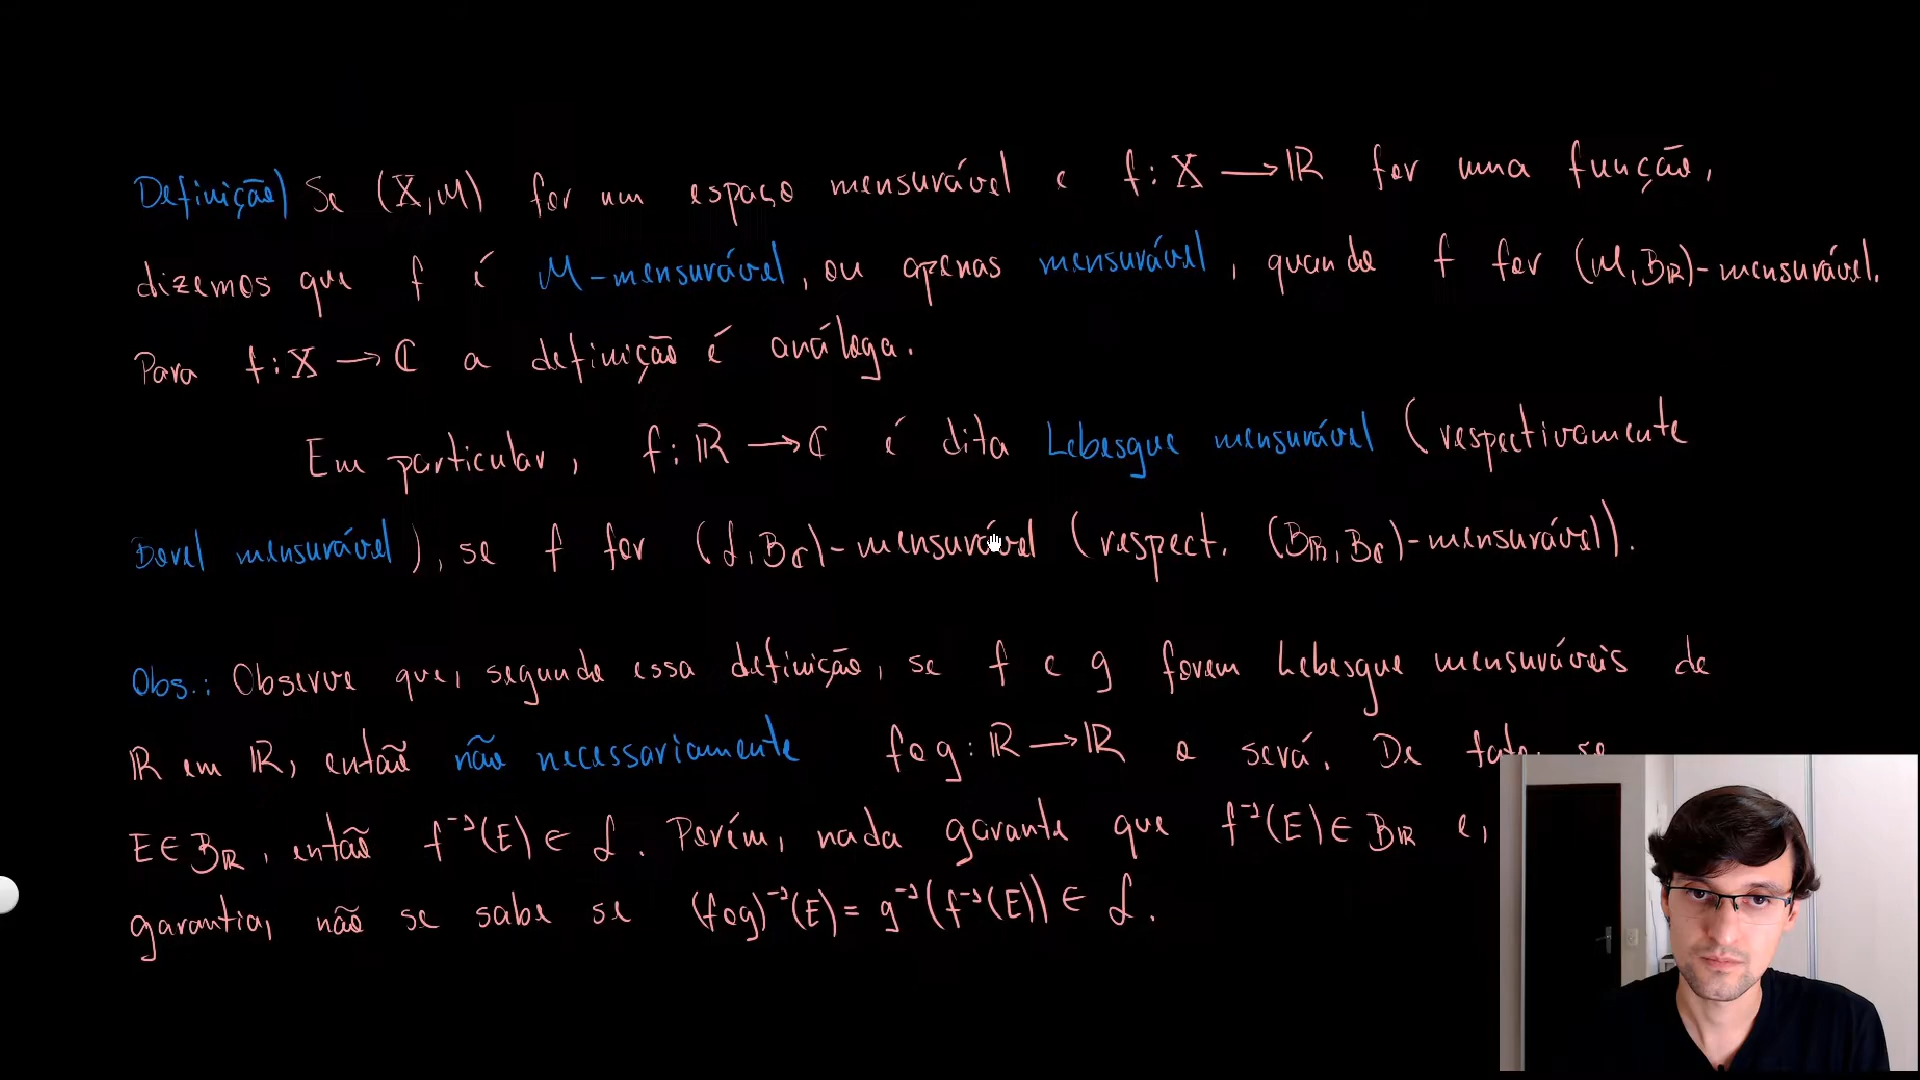 Definição) Se (X, M) for um espaço mensurável e f: X → ℝ for uma função,
dizemos que f é M-mensurável, ou apenas mensurável, quando f for (M, Bℝ)-mensurável.
Para f: X → ℂ a definição é análoga.
Em particular, f: ℝ → ℂ é dita Lebesgue mensurável (respectivamente
Borel mensurável), se f for (ℒ, Bℂ)-mensurável (respect. (Bℝ, Bℂ)-mensurável).
Obs.: Observe que, segundo essa definição, se f e g forem Lebesgue mensuráveis de
ℝ em ℝ, então não necessariamente fog: ℝ → ℝ o será. De fato, se
E ∈ Bℝ, então f⁻¹(E) ∈ ℒ. Porém, nada garante que f⁻¹(E) ∈ Bℝ e,
garantia, não se sabe se (fog)⁻¹(E) = g⁻¹(f⁻¹(E)) ∈ ℒ.